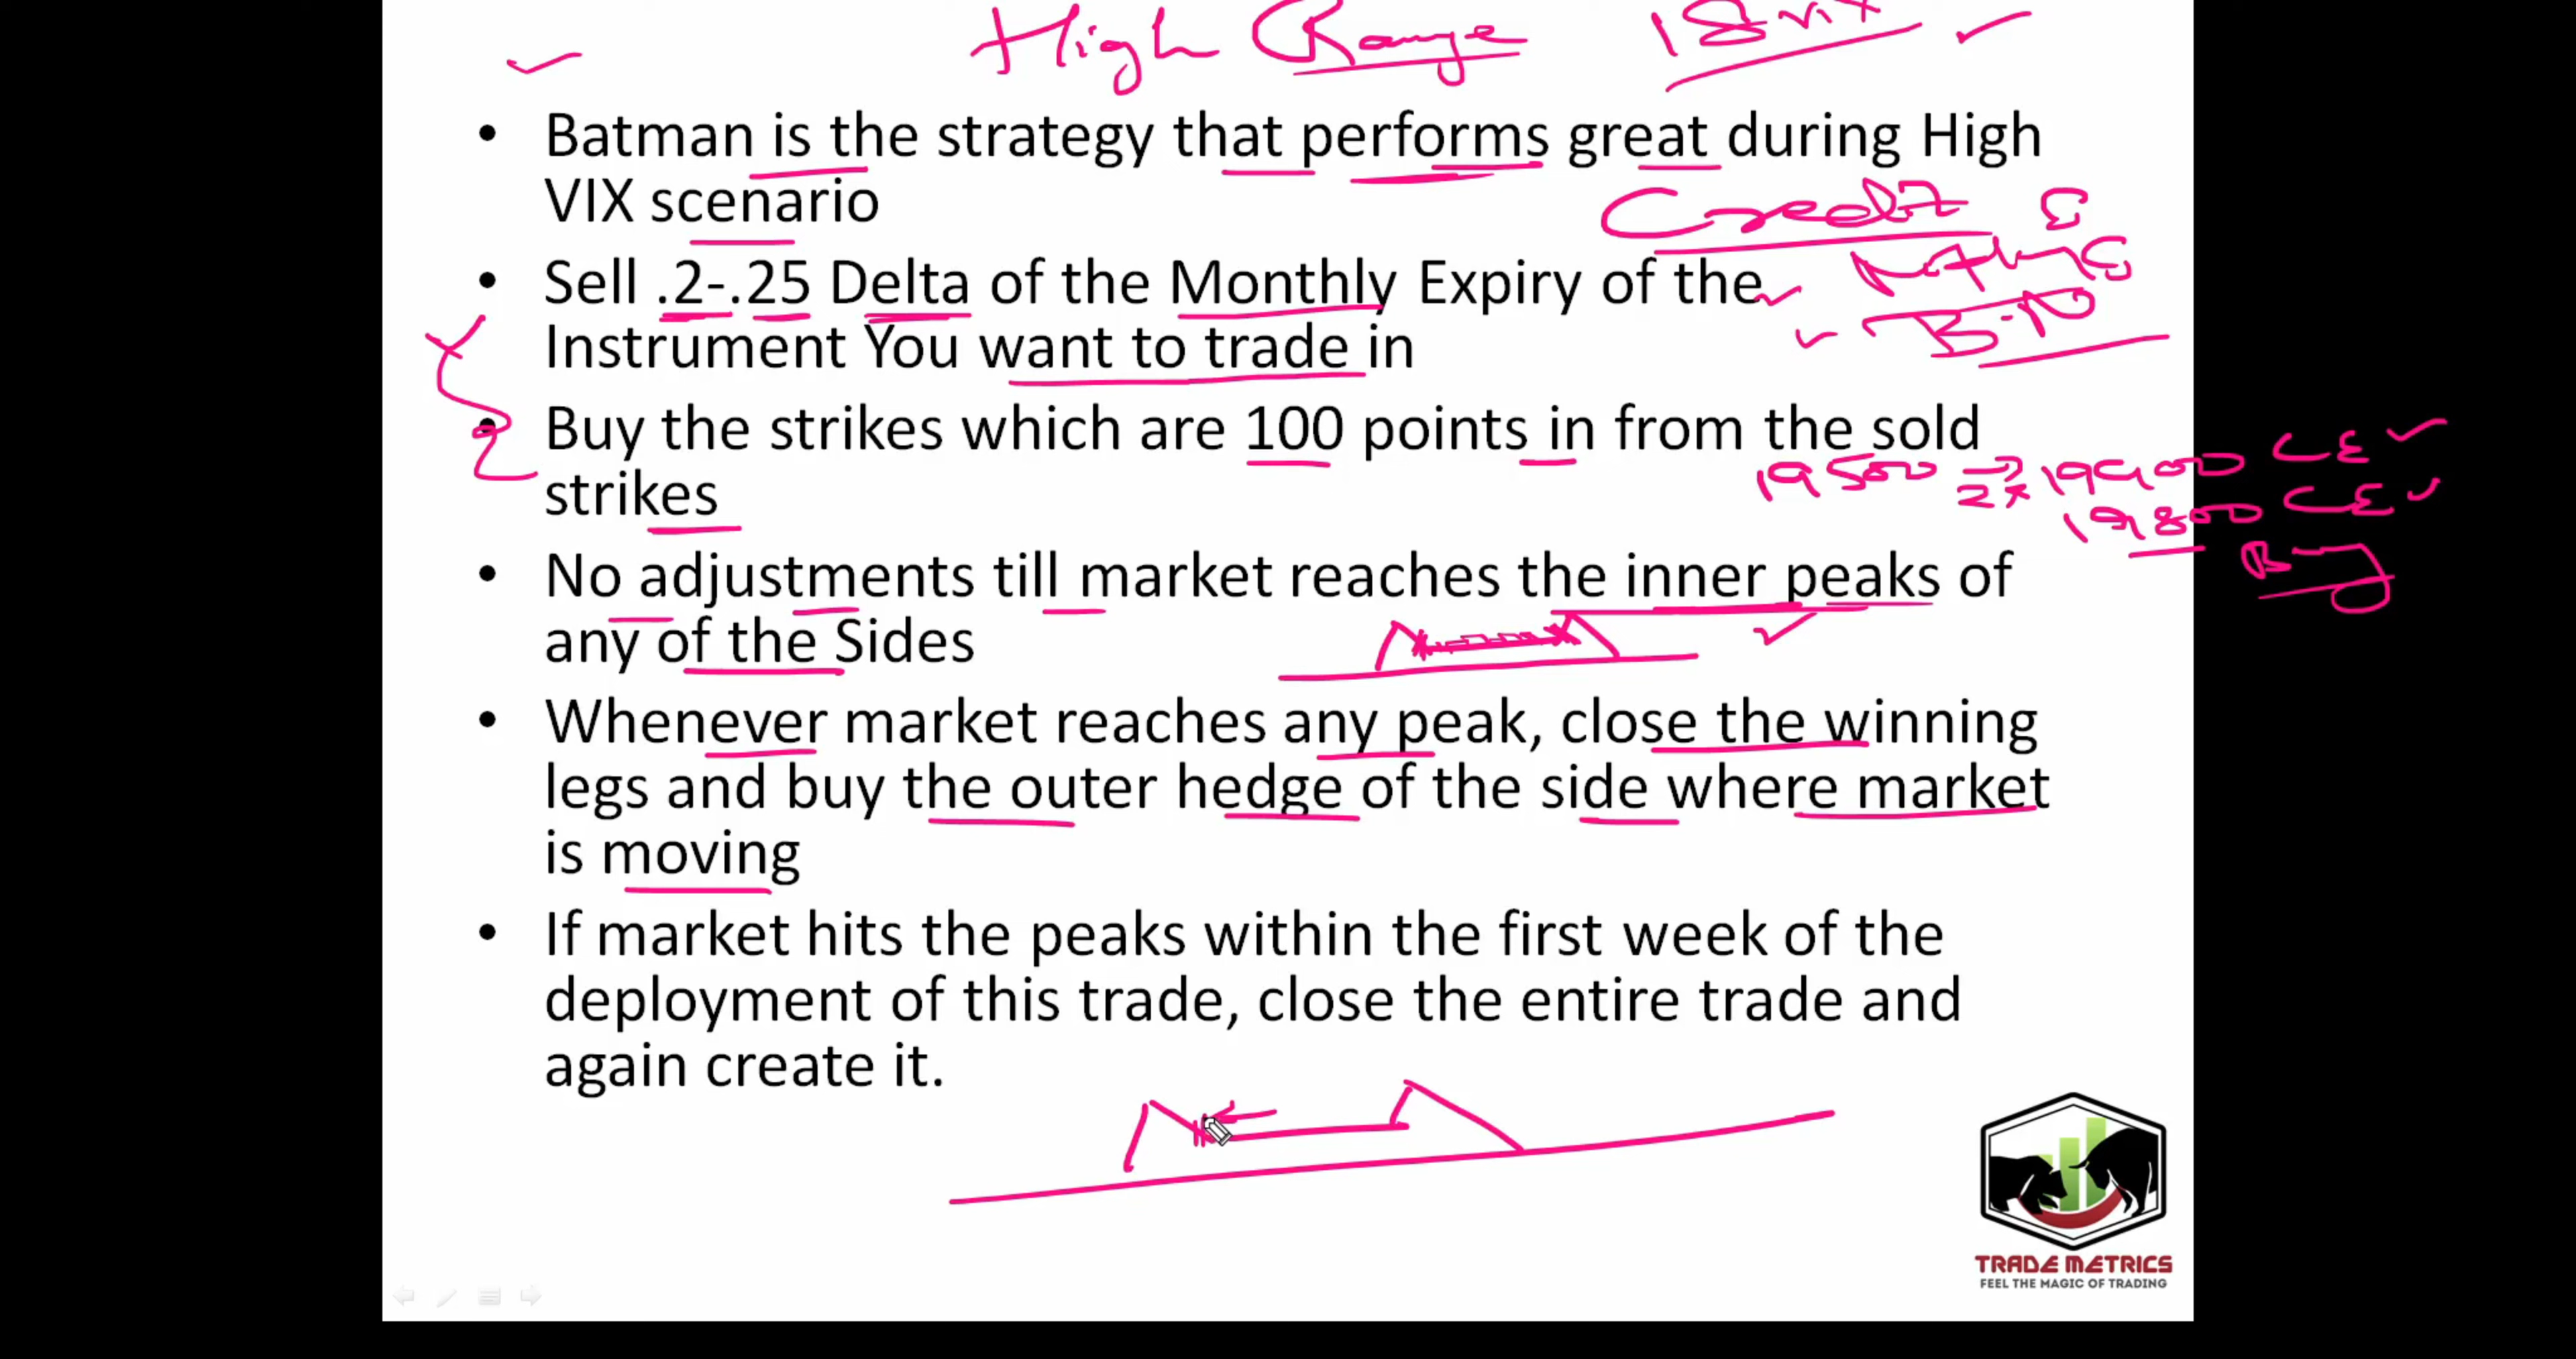 High Range 18 vix
• Batman is the strategy that performs great during High
VIX scenario
Credit
• Sell .2-.25 Delta of the Monthly Expiry of the
Instrument You want to trade in
B.N
• Buy the strikes which are 100 points in from the sold
strikes
19500 ⇒ 19900 CE
2x
19800 CE
Buy
• No adjustments till market reaches the inner peaks of
any of the Sides
• Whenever market reaches any peak, close the winning
legs and buy the outer hedge of the side where market
is moving
• If market hits the peaks within the first week of the
deployment of this trade, close the entire trade and
again create it.
TRADE METRICS
FEEL THE MAGIC OF TRADING